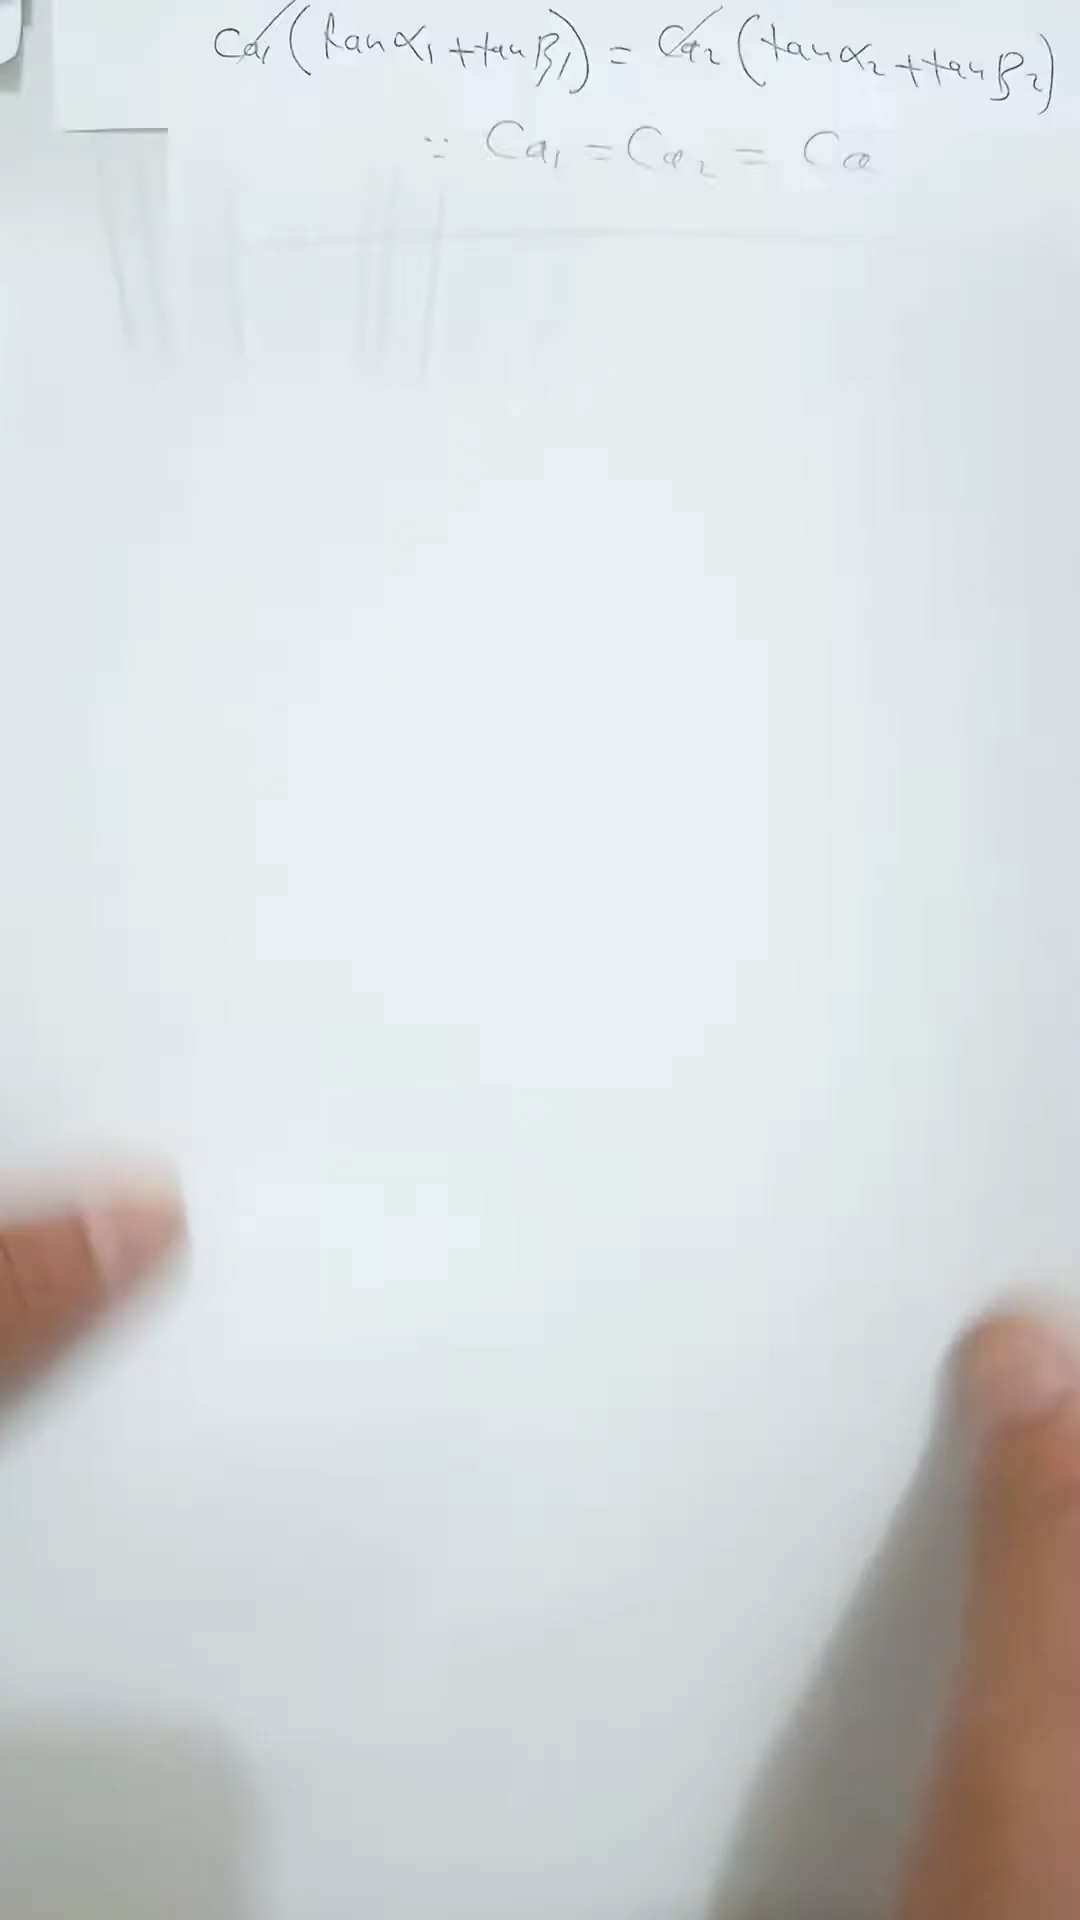 Ca₁ (tanα₁ + tanβ₁) = Ca₂ (tanα₂ + tanβ₂)
∵ Ca₁ = Ca₂ = Ca